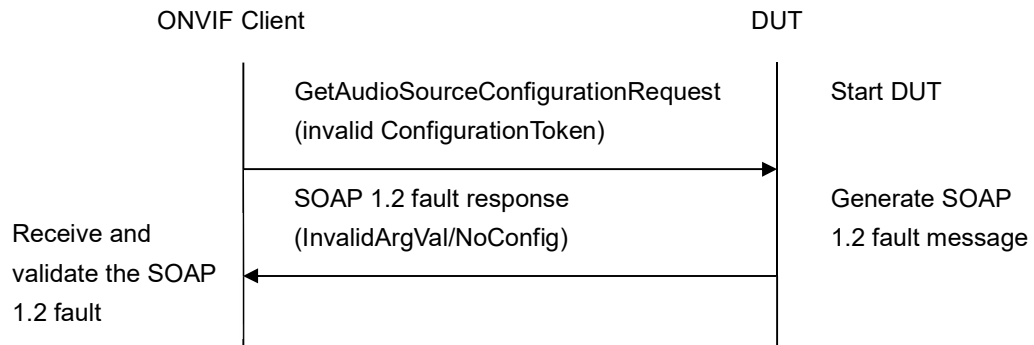 ONVIF Client
DUT
GetAudioSourceConfigurationRequest
(invalid ConfigurationToken)
Start DUT
SOAP 1.2 fault response
(InvalidArgVal/NoConfig)
Generate SOAP
1.2 fault message
Receive and
validate the SOAP
1.2 fault